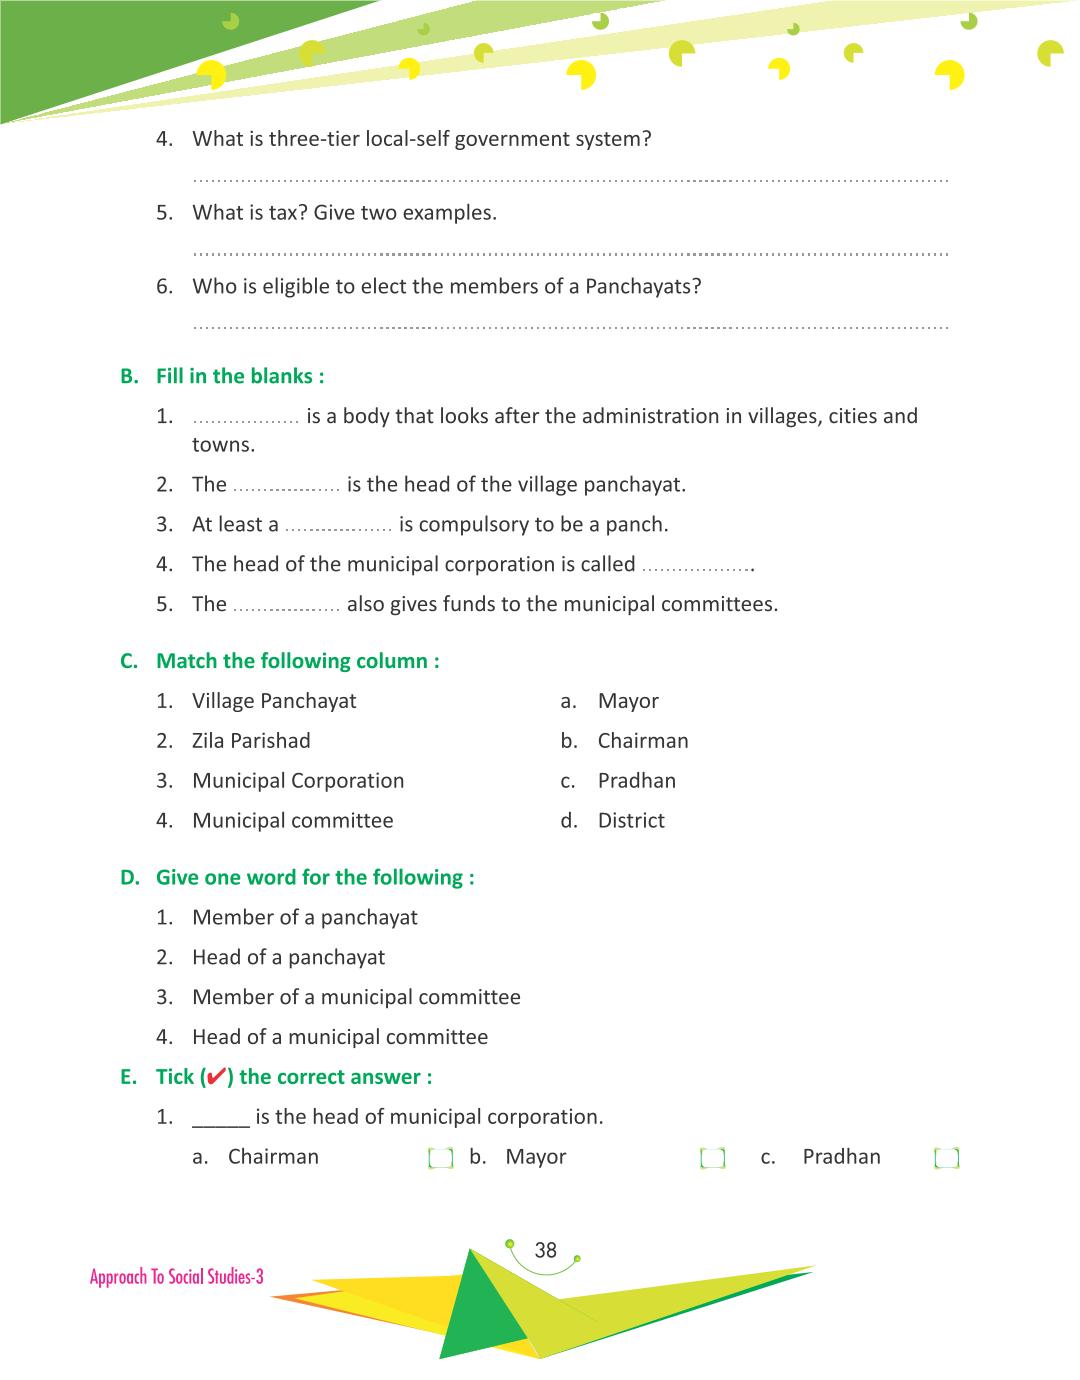 4. What is three-tier local-self government system?
................................................................................
5. What is tax? Give two examples.
................................................................................
6. Who is eligible to elect the members of a Panchayats?
................................................................................
B. Fill in the blanks :
1. .................. is a body that looks after the administration in villages, cities and
towns.
2. The .................. is the head of the village panchayat.
3. At least a .................. is compulsory to be a panch.
4. The head of the municipal corporation is called ...................
5. The .................. also gives funds to the municipal committees.
C. Match the following column :
1. Village Panchayat a. Mayor
2. Zila Parishad b. Chairman
3. Municipal Corporation c. Pradhan
4. Municipal committee d. District
D. Give one word for the following :
1. Member of a panchayat
2. Head of a panchayat
3. Member of a municipal committee
4. Head of a municipal committee
E. Tick (✔) the correct answer :
1. _____ is the head of municipal corporation.
a. Chairman b. Mayor c. Pradhan
38
Approach To Social Studies-3